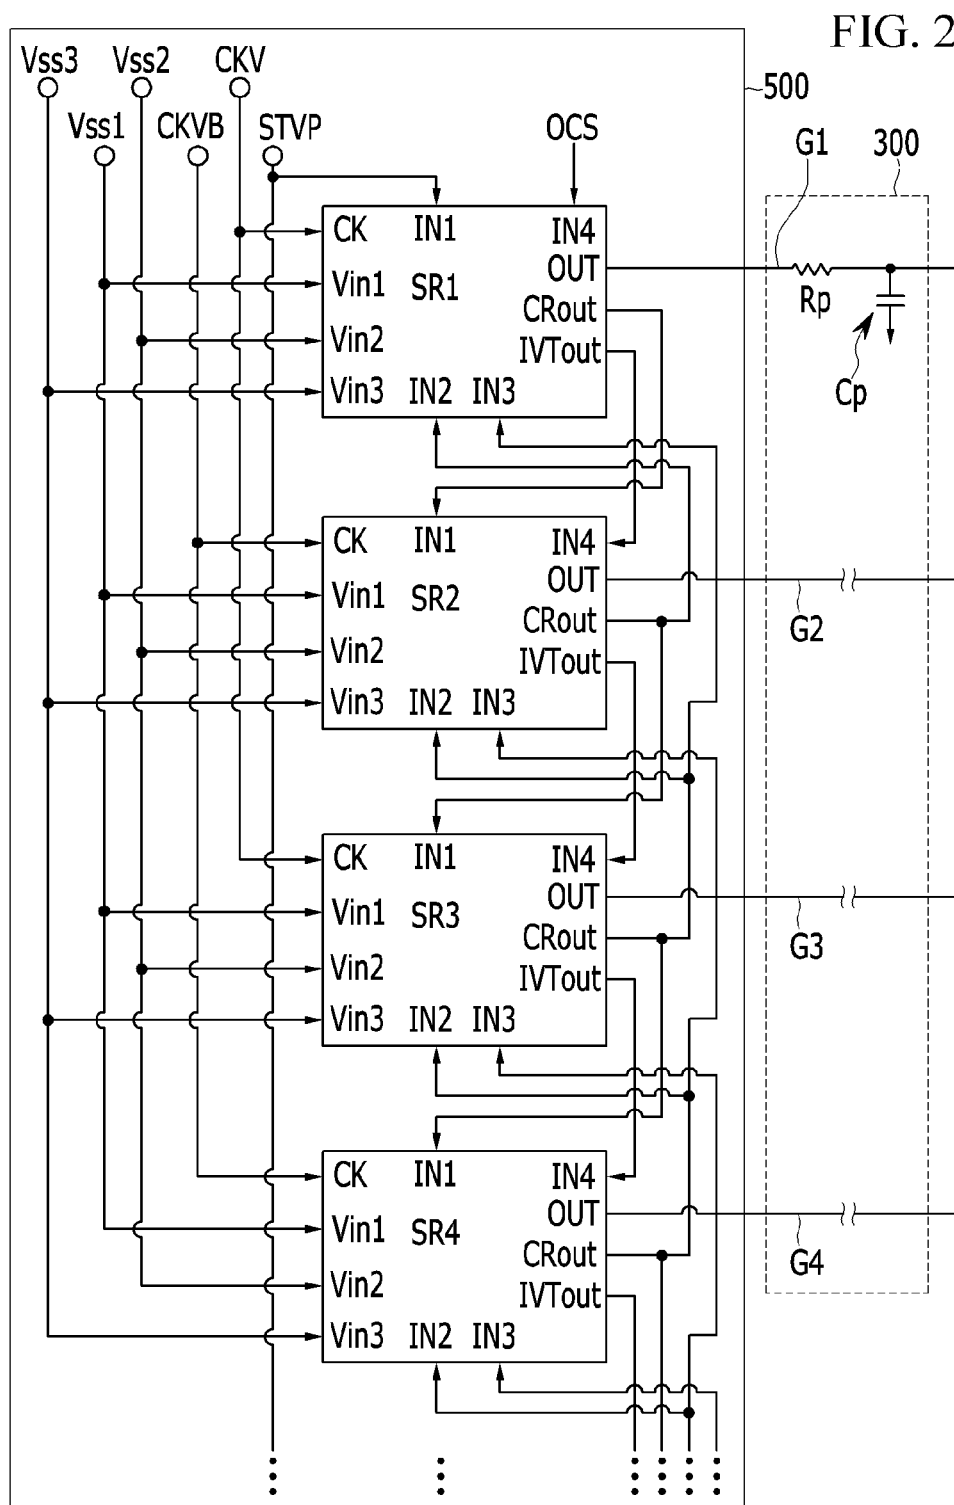 FIG. 2
Vss3 Vss2 CKV
500
Vss1 CKVB STVP OCS G1 300
CK IN1 IN4
OUT
Vin1 SR1
CRout Rp
Vin2 IVTout
Vin3 IN2 IN3 Cp
CK IN1 IN4
OUT
Vin1 SR2
CRout G2
Vin2 IVTout
Vin3 IN2 IN3
CK IN1 IN4
OUT
Vin1 SR3
CRout G3
Vin2 IVTout
Vin3 IN2 IN3
CK IN1 IN4
OUT
Vin1 SR4
CRout G4
Vin2 IVTout
Vin3 IN2 IN3